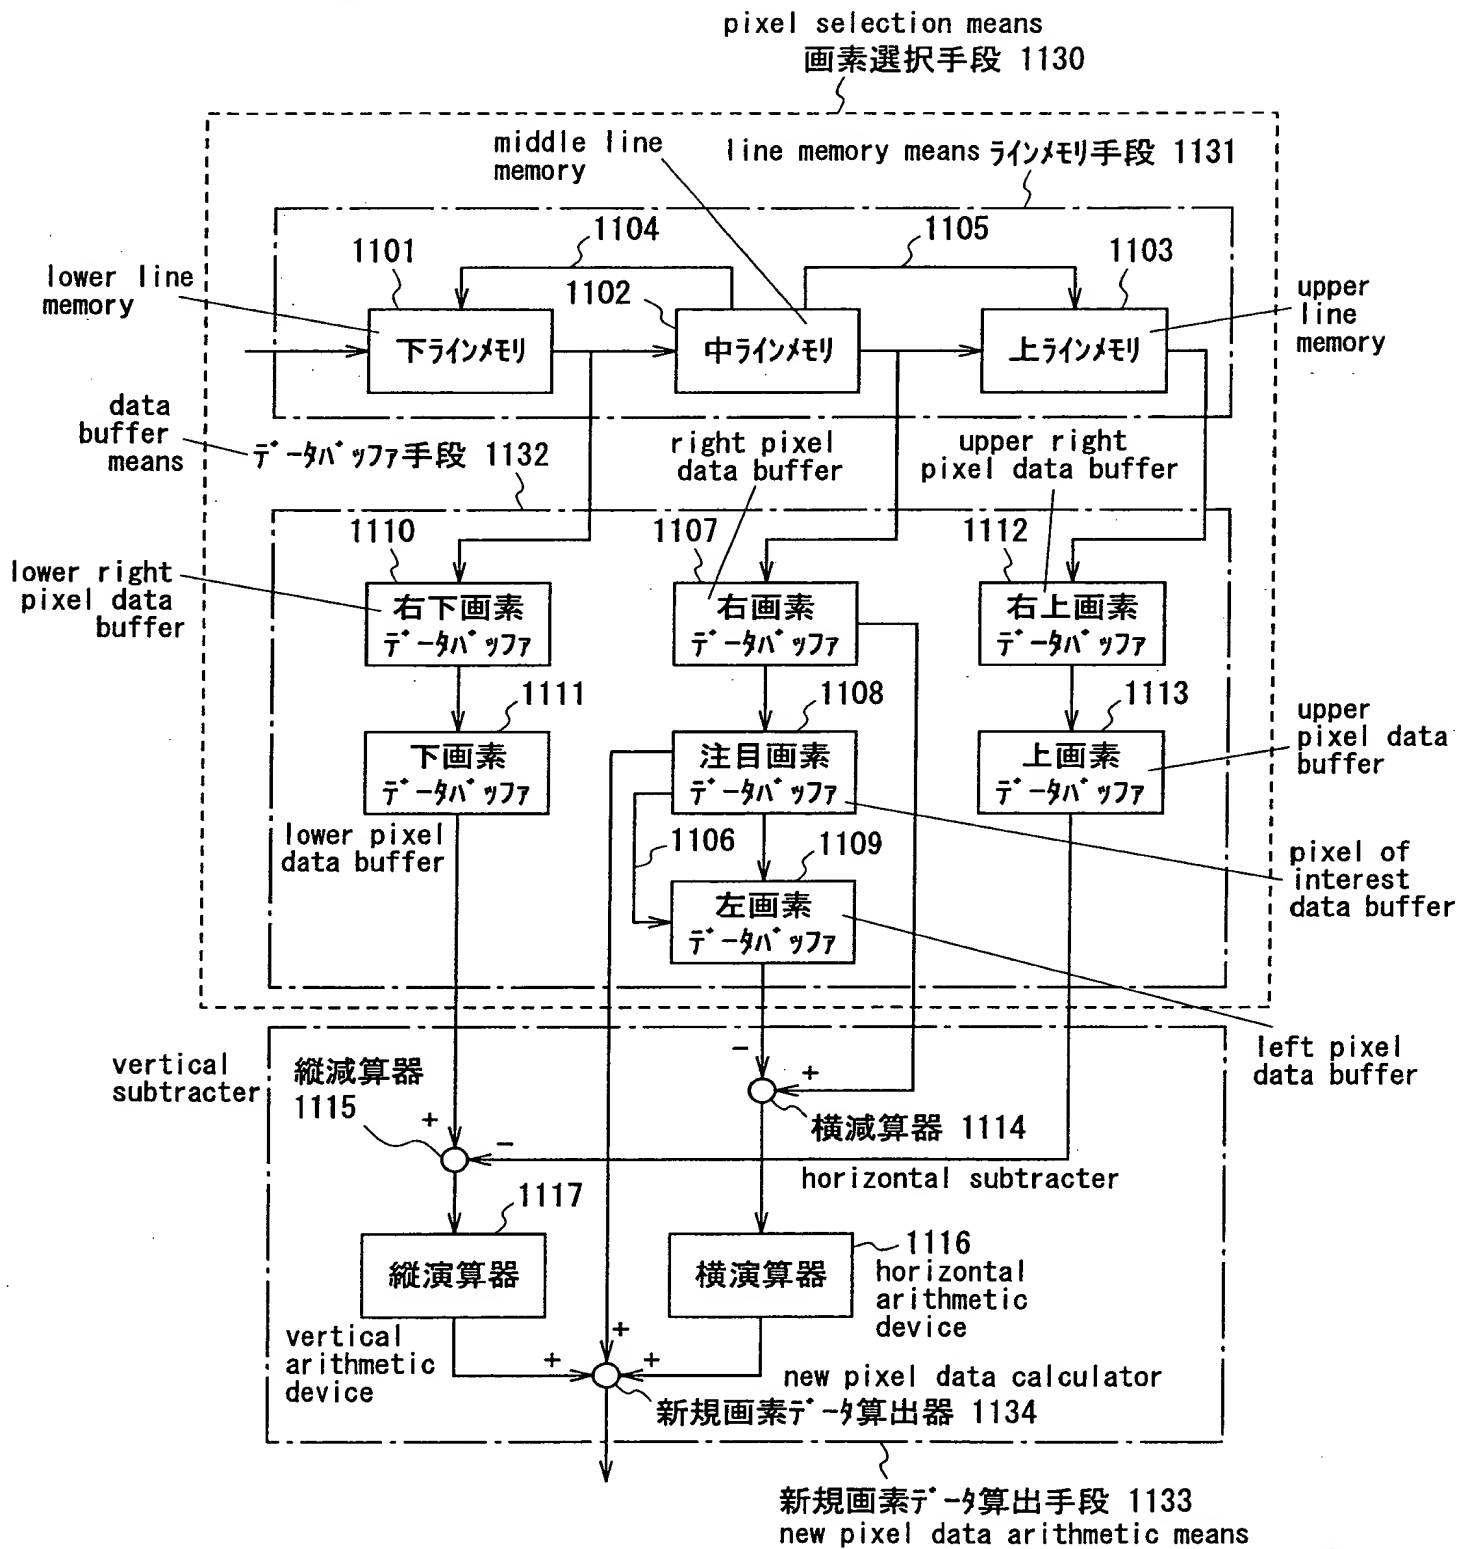 pixel selection means
画素選択手段 1130
middle line
memory
line memory means ラインメモリ手段 1131
1104
1105
1101
1102
1103
lower line
memory
upper
line
memory
下ラインメモリ
中ラインメモリ
上ラインメモリ
data
buffer
means
データバッファ手段 1132
right pixel
data buffer
upper right
pixel data buffer
1110
1107
1112
lower right
pixel data
buffer
右下画素
データバッファ
右画素
データバッファ
右上画素
データバッファ
1111
1108
1113
下画素
データバッファ
注目画素
データバッファ
上画素
データバッファ
upper
pixel data
buffer
lower pixel
data buffer
1106
1109
左画素
データバッファ
pixel of
interest
data buffer
left pixel
data buffer
vertical
subtracter
縦減算器
1115
+
−
−
+
横減算器 1114
horizontal subtracter
1117
縦演算器
横演算器
1116
horizontal
arithmetic
device
vertical
arithmetic
device
+
+
+
new pixel data calculator
新規画素データ算出器 1134
新規画素データ算出手段 1133
new pixel data arithmetic means